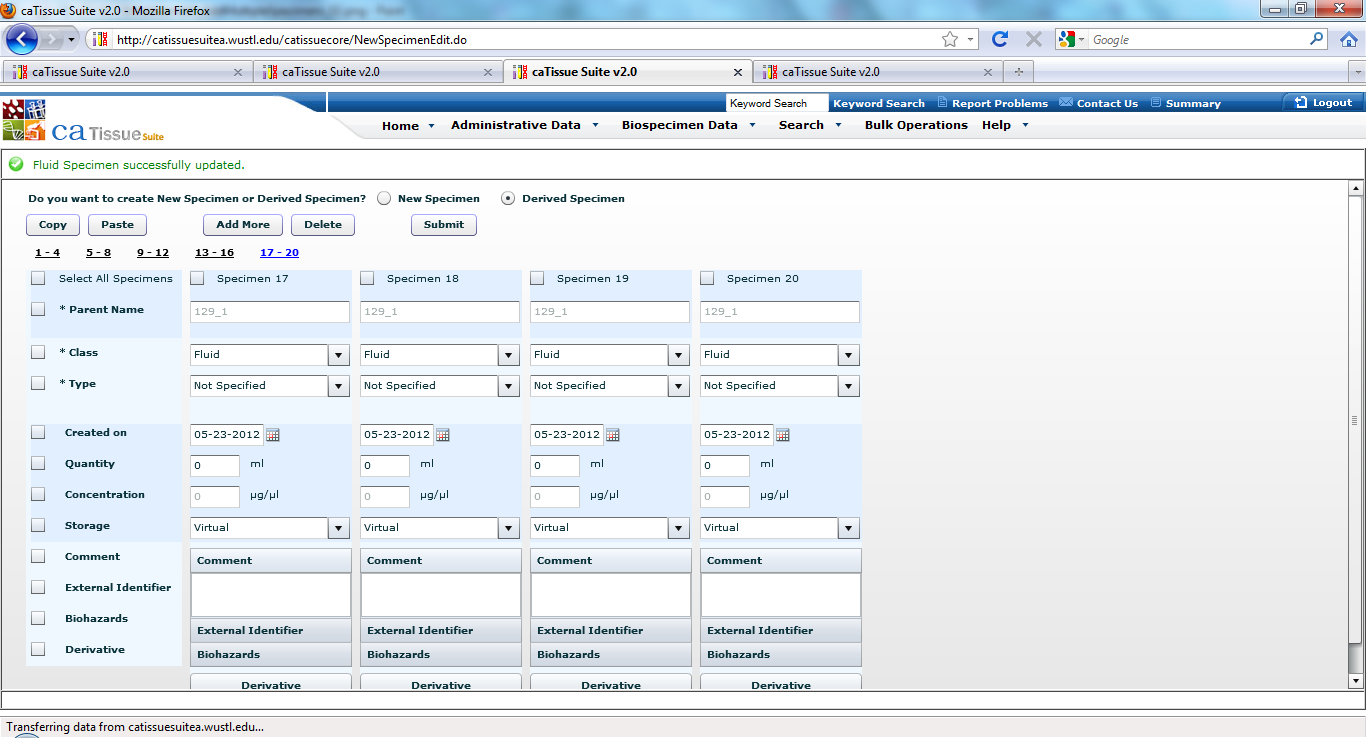 caTissue Suite v2.0 - Mozilla Firefox
http://catissuesuitea.wustl.edu/catissuecore/NewSpecimenEdit.do
Google
caTissue Suite v2.0
caTissue Suite v2.0
caTissue Suite v2.0
caTissue Suite v2.0
Keyword Search Keyword Search Report Problems Contact Us Summary Logout
ca Tissue Suite
Home Administrative Data Biospecimen Data Search Bulk Operations Help
Fluid Specimen successfully updated.
Do you want to create New Specimen or Derived Specimen? New Specimen Derived Specimen
Copy Paste Add More Delete Submit
1 - 4 5 - 8 9 - 12 13 - 16 17 - 20
Select All Specimens Specimen 17 Specimen 18 Specimen 19 Specimen 20
* Parent Name 129_1 129_1 129_1 129_1
* Class Fluid Fluid Fluid Fluid
* Type Not Specified Not Specified Not Specified Not Specified
Created on 05-23-2012 05-23-2012 05-23-2012 05-23-2012
Quantity 0 ml 0 ml 0 ml 0 ml
Concentration 0 µg/µl 0 µg/µl 0 µg/µl 0 µg/µl
Storage Virtual Virtual Virtual Virtual
Comment Comment Comment Comment Comment
External Identifier
Biohazards External Identifier External Identifier External Identifier External Identifier
Derivative Biohazards Biohazards Biohazards Biohazards
Derivative Derivative Derivative Derivative
Transferring data from catissuesuitea.wustl.edu...